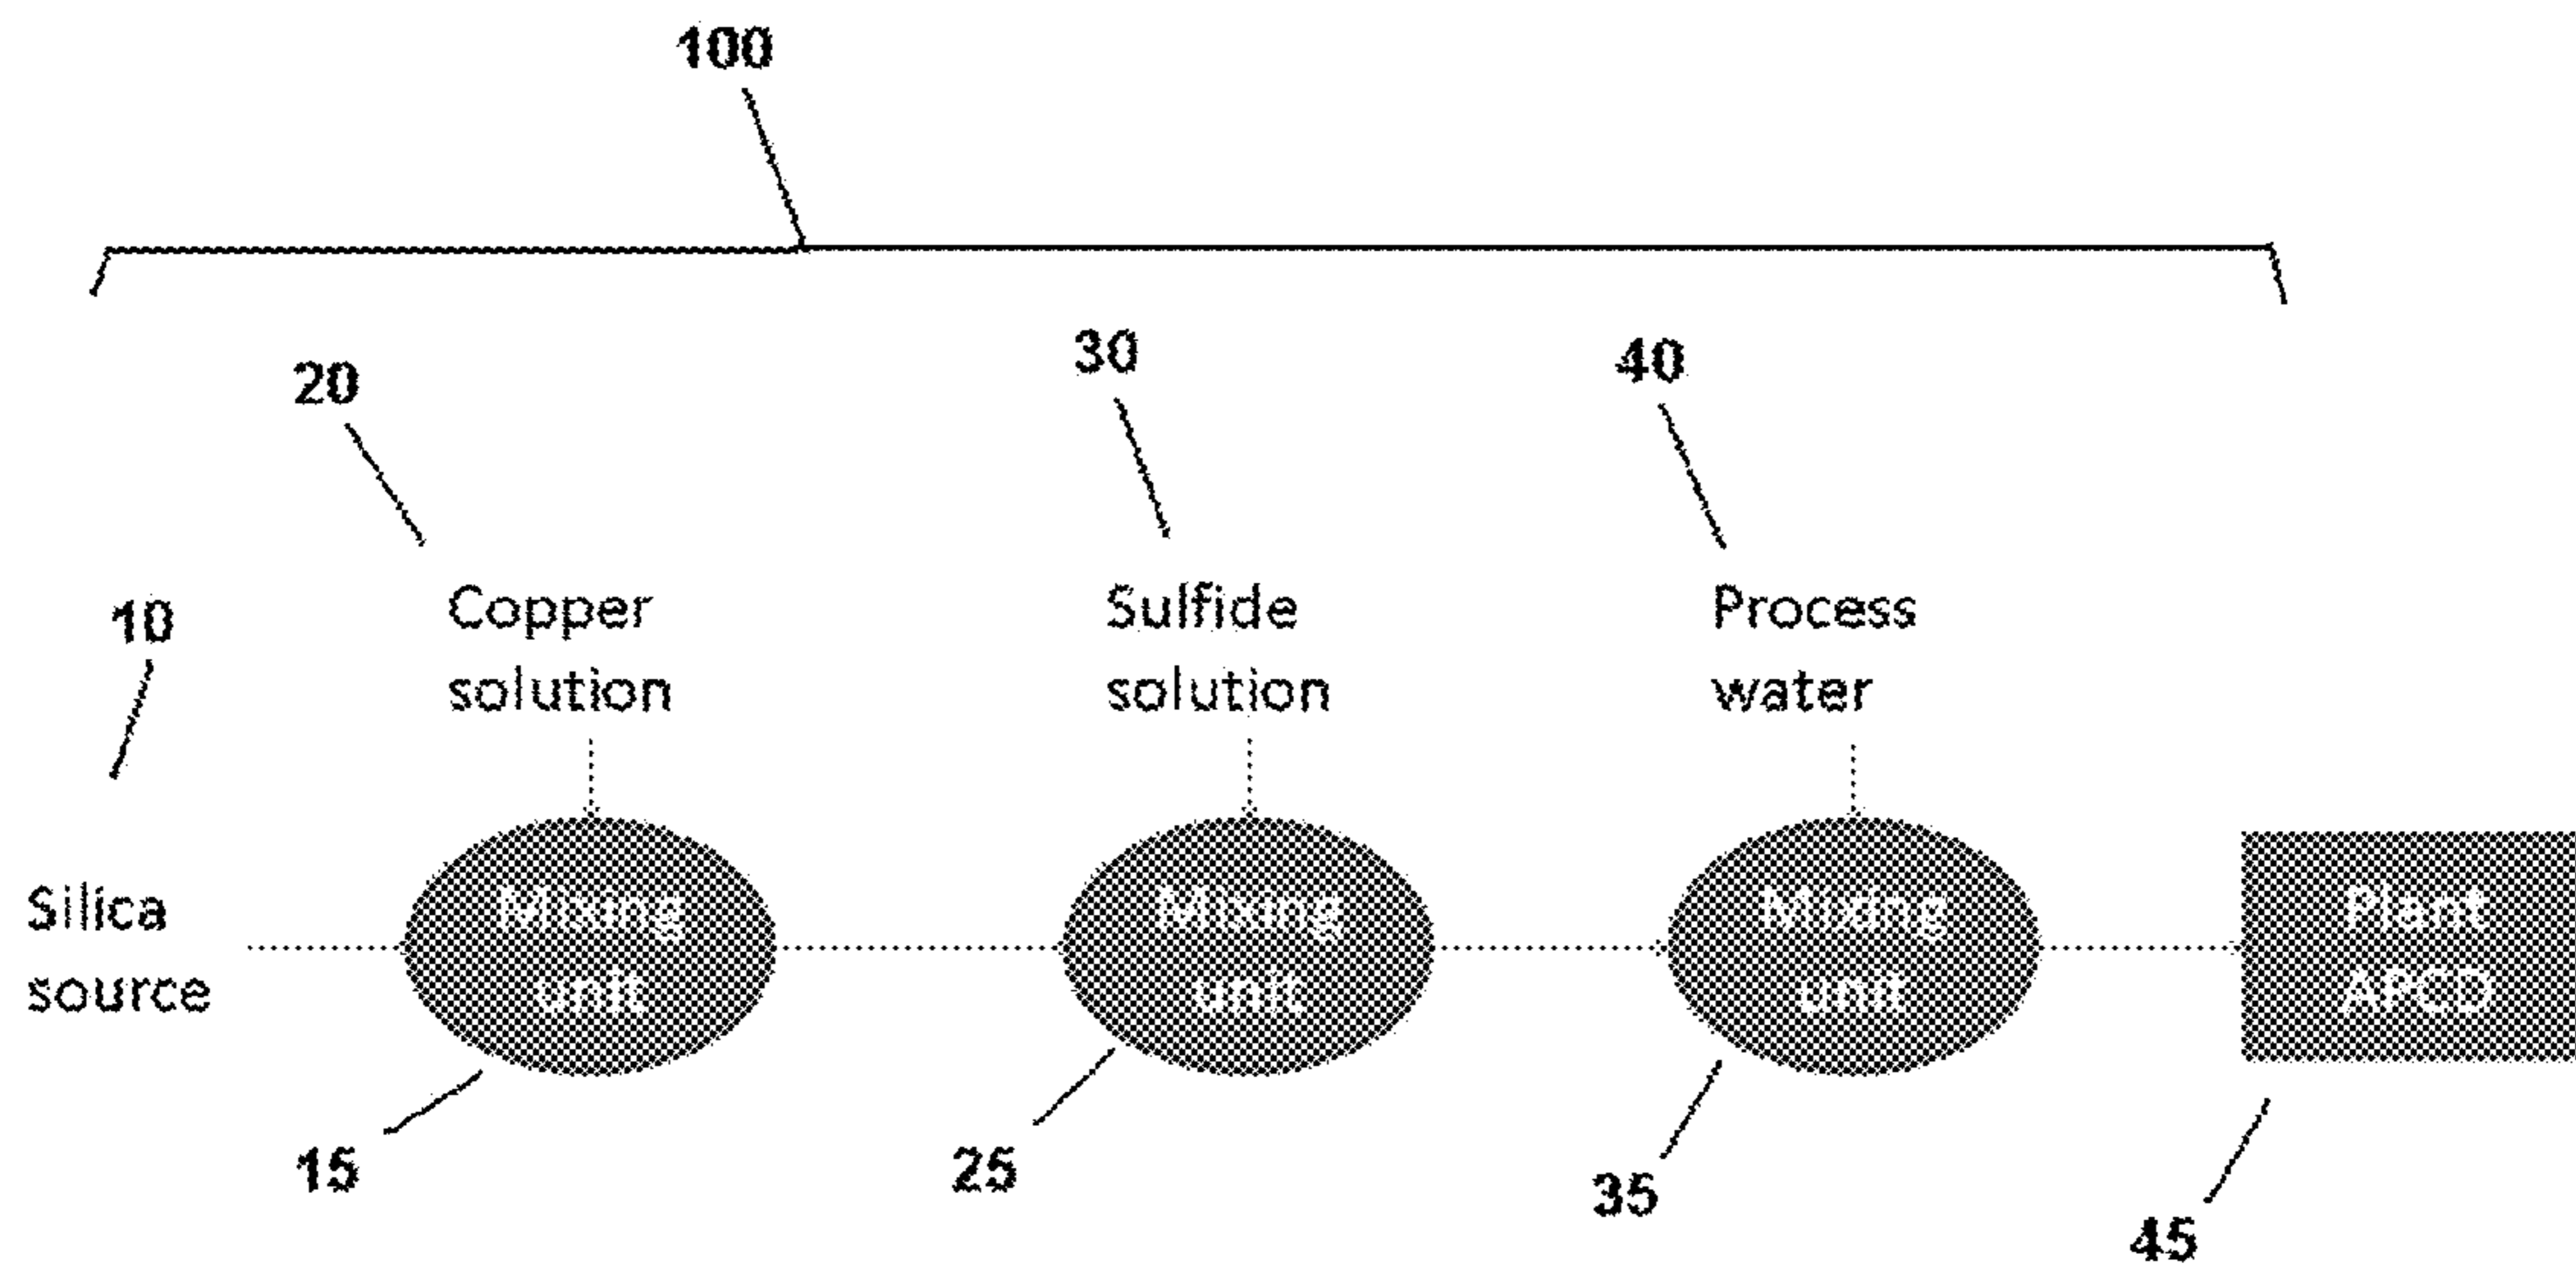 100
20
30
40
10
Copper
solution
Sulfide
solution
Process
water
Silica
source
Mixing
unit
Mixing
unit
Mixing
unit
Plant
APCD
15
25
35
45